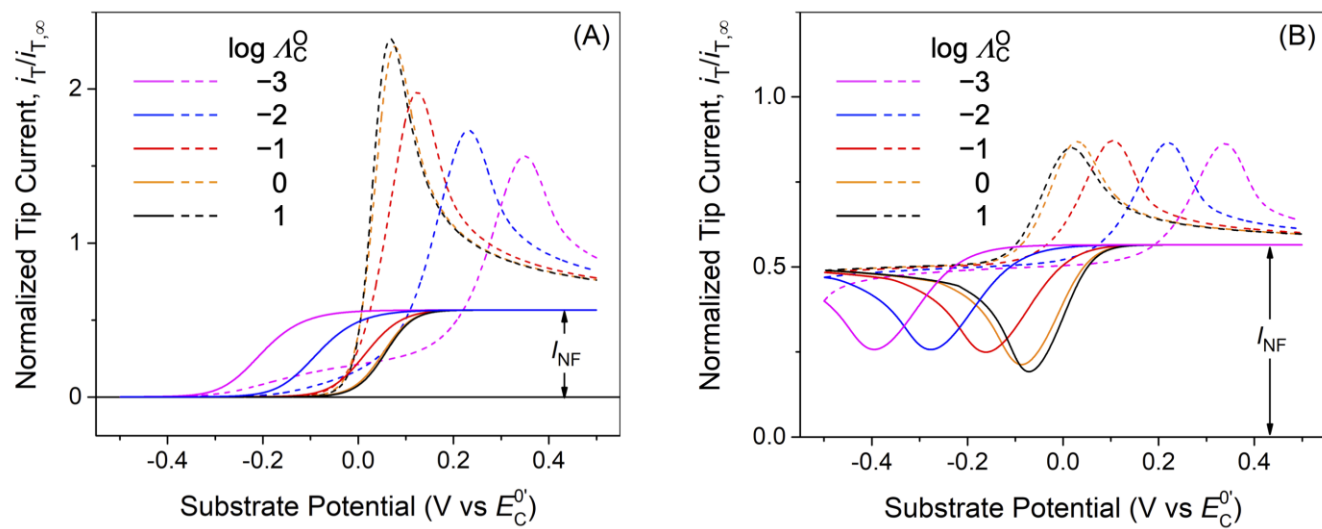 (A)
log Λ_C^O
−3
−2
−1
0
1
2
1
0
I_NF
-0.4 -0.2 0.0 0.2 0.4
Normalized Tip Current, i_T/i_T,∞
Substrate Potential (V vs E_C^0')
(B)
log Λ_C^O
−3
−2
−1
0
1
1.0
0.5
0.0
I_NF
-0.4 -0.2 0.0 0.2 0.4
Normalized Tip Current, i_T/i_T,∞
Substrate Potential (V vs E_C^0')